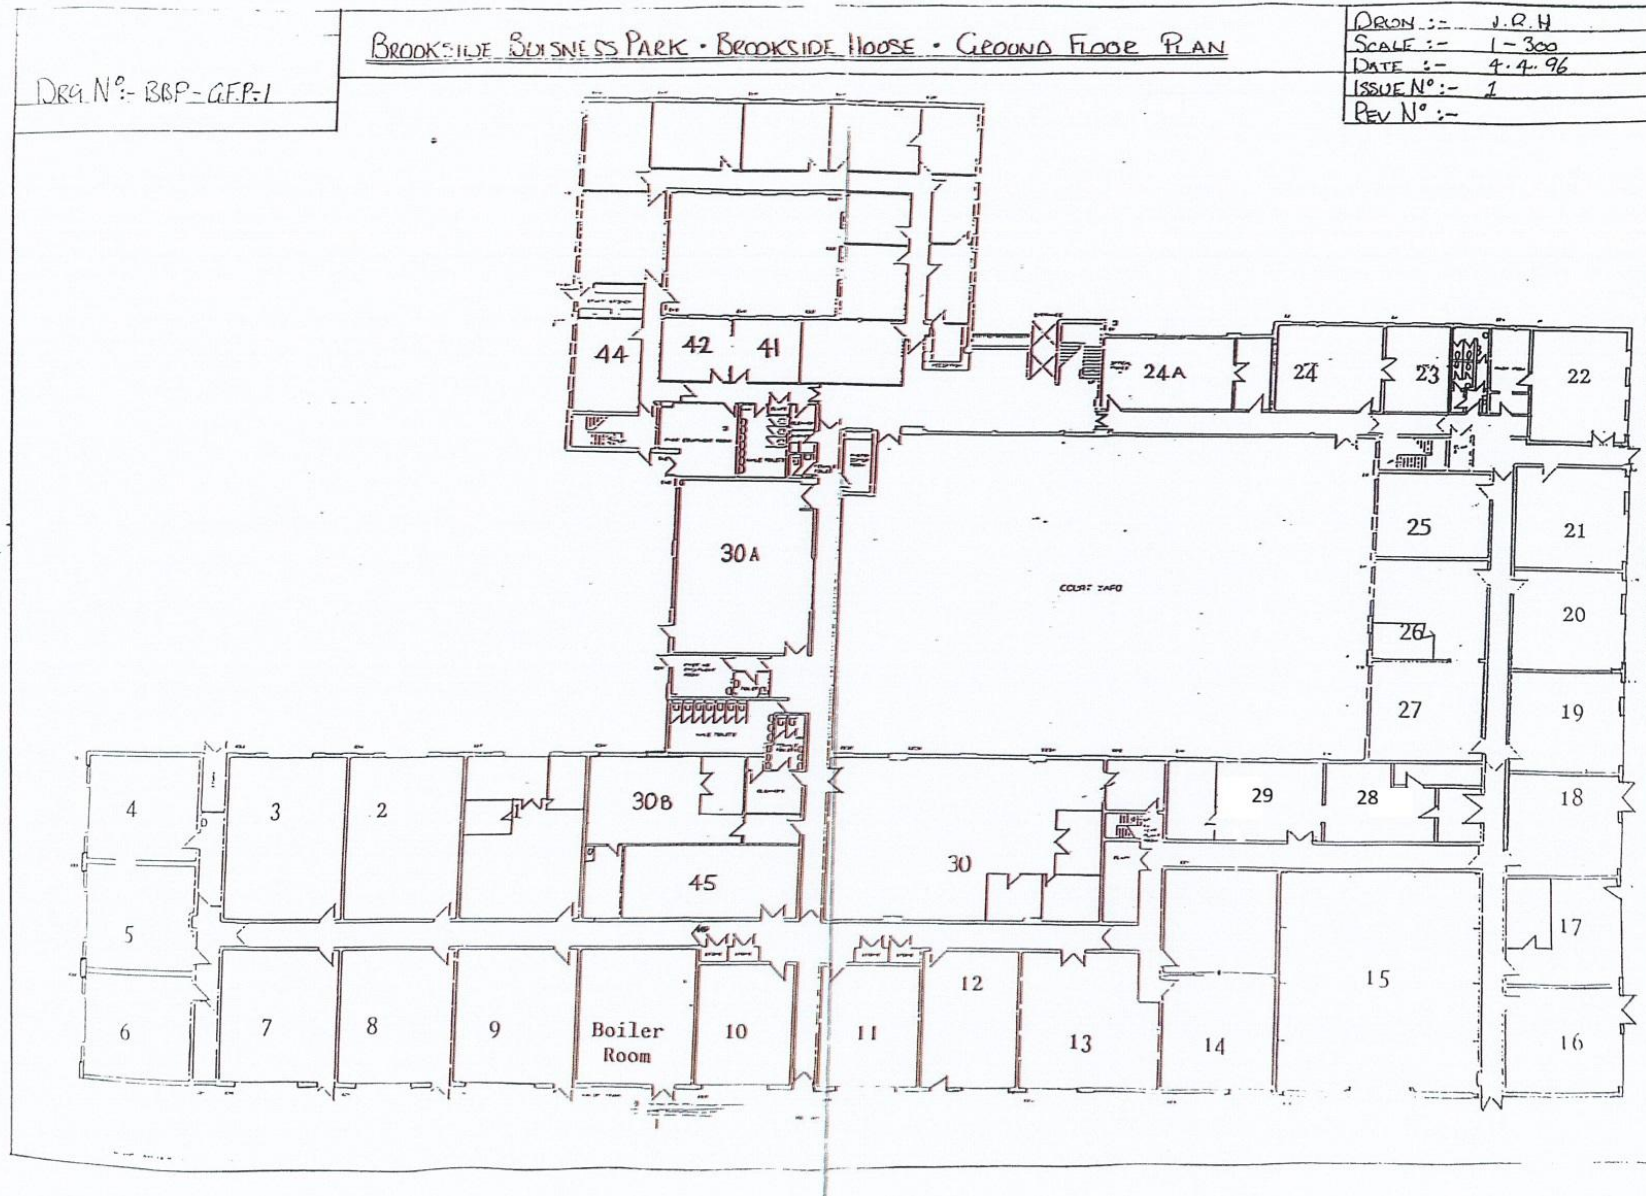 BROOKSIDE BUISNESS PARK · BROOKSIDE HOOSE · GROUND FLOOR PLAN
DRG Nº:- BBP-GFP-1
DRWN :- J.R.H
SCALE :- 1-300
DATE :- 4.4.96
ISSUE Nº :- 1
REV Nº :-
44
42
41
24A
24
23
22
30A
25
21
26
20
27
19
COURT YARD
MALE TOILETS
4
3
2
1
30B
29
28
18
45
30
5
17
12
15
6
7
8
9
Boiler
Room
10
11
13
14
16